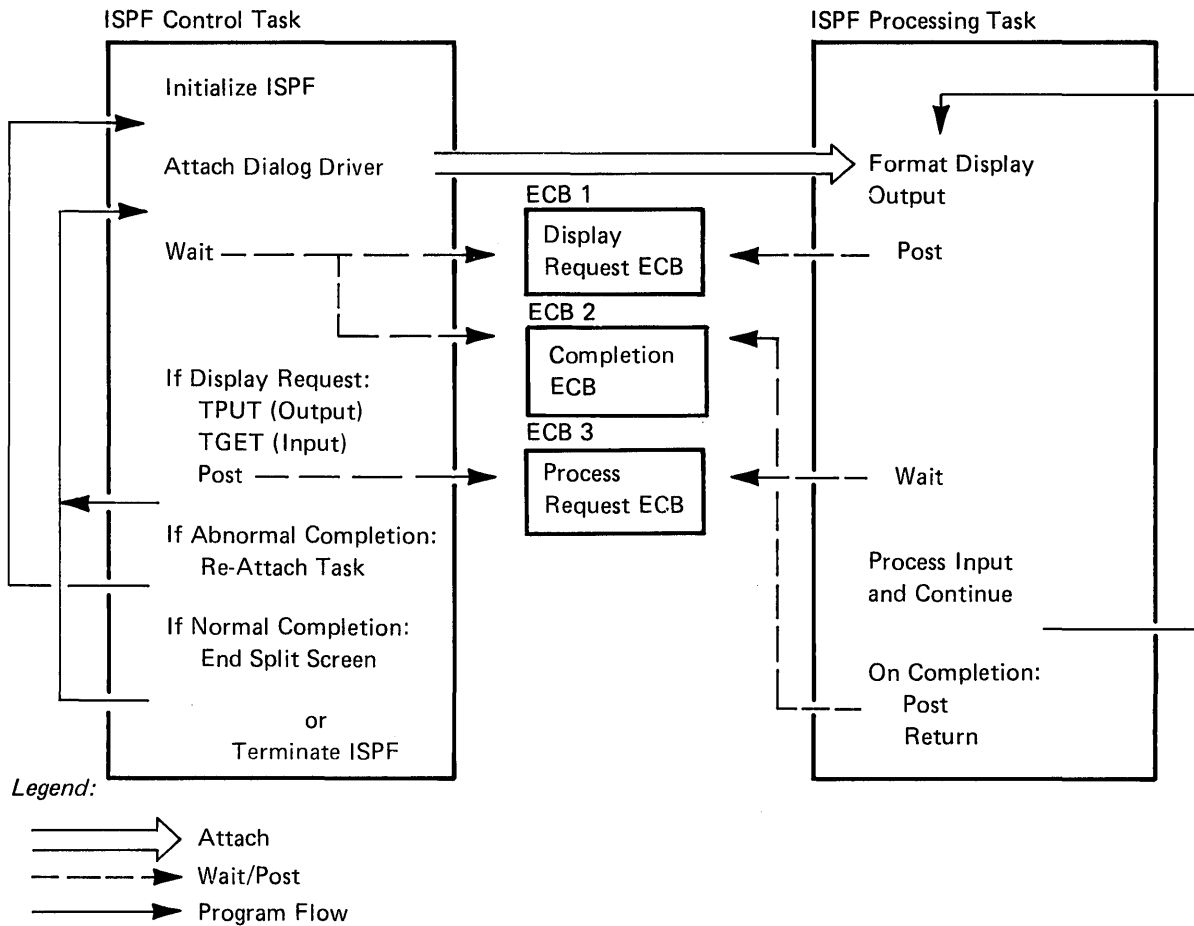 ISPF Control Task
ISPF Processing Task
Initialize ISPF
Attach Dialog Driver
Format Display
Output
ECB 1
Display
Request ECB
Wait
Post
ECB 2
Completion
ECB
If Display Request:
TPUT (Output)
TGET (Input)
Post
ECB 3
Process
Request ECB
Wait
If Abnormal Completion:
Re-Attach Task
Process Input
and Continue
If Normal Completion:
End Split Screen
On Completion:
Post
Return
or
Terminate ISPF
Legend:
Attach
Wait/Post
Program Flow